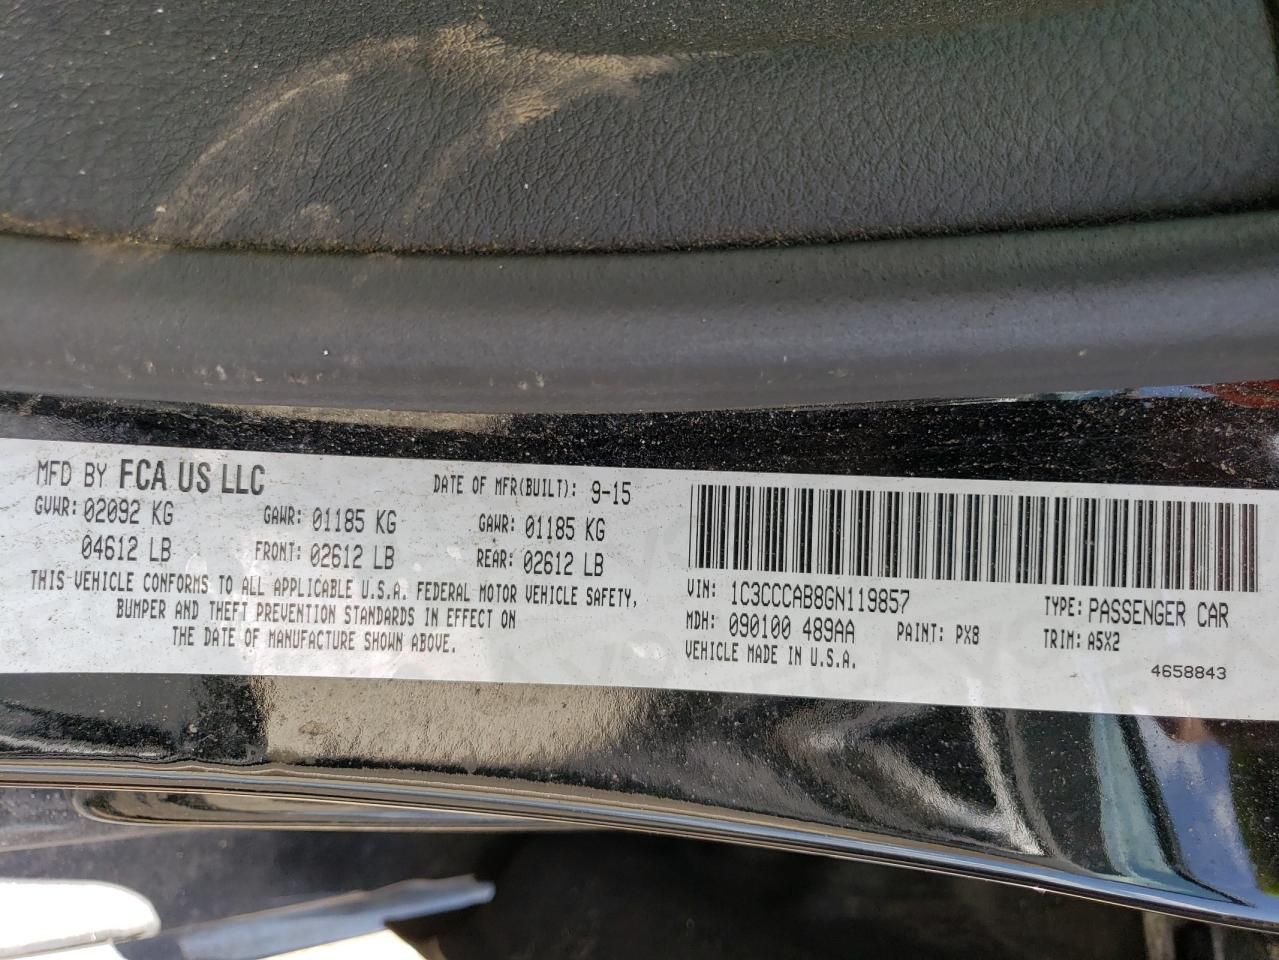 MFD BY FCA US LLC
DATE OF MFR(BUILT): 9-15
GVWR: 02092 KG GAWR: 01185 KG GAWR: 01185 KG
04612 LB FRONT: 02612 LB REAR: 02612 LB
THIS VEHICLE CONFORMS TO ALL APPLICABLE U.S.A. FEDERAL MOTOR VEHICLE SAFETY,
BUMPER AND THEFT PREVENTION STANDARDS IN EFFECT ON
THE DATE OF MANUFACTURE SHOWN ABOVE.
VIN: 1C3CCCAB8GN119857 TYPE: PASSENGER CAR
MDH: 090100 489AA PAINT: PX8 TRIM: A5X2
VEHICLE MADE IN U.S.A.
4658843